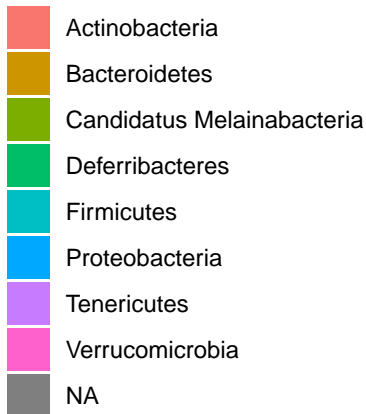 Actinobacteria
Bacteroidetes
Candidatus Melainabacteria
Deferribacteres
Firmicutes
Proteobacteria
Tenericutes
Verrucomicrobia
NA